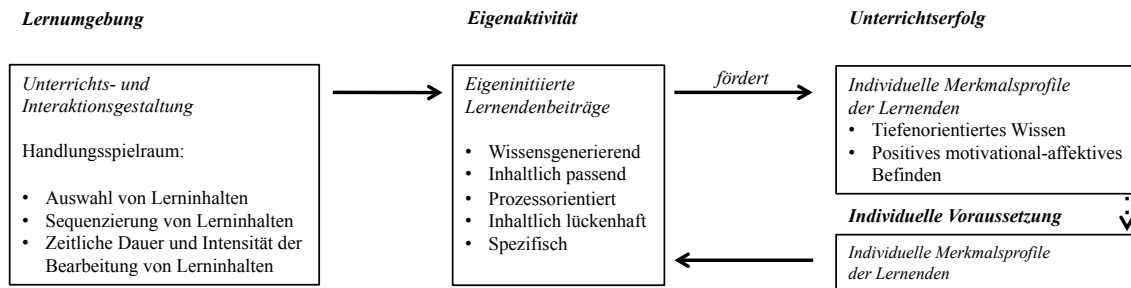 Lernumgebung
Unterrichts- und
Interaktionsgestaltung
Handlungsspielraum:
• Auswahl von Lerninhalten
• Sequenzierung von Lerninhalten
• Zeitliche Dauer und Intensität der
Bearbeitung von Lerninhalten
Eigenaktivität
Eigeninitiierte
Lernendenbeiträge
• Wissensgenerierend
• Inhaltlich passend
• Prozessorientiert
• Inhaltlich lückenhaft
• Spezifisch
fördert
Unterrichtserfolg
Individuelle Merkmalsprofile
der Lernenden
• Tiefenorientiertes Wissen
• Positives motivational-affektives
Befinden
Individuelle Voraussetzung
Individuelle Merkmalsprofile
der Lernenden